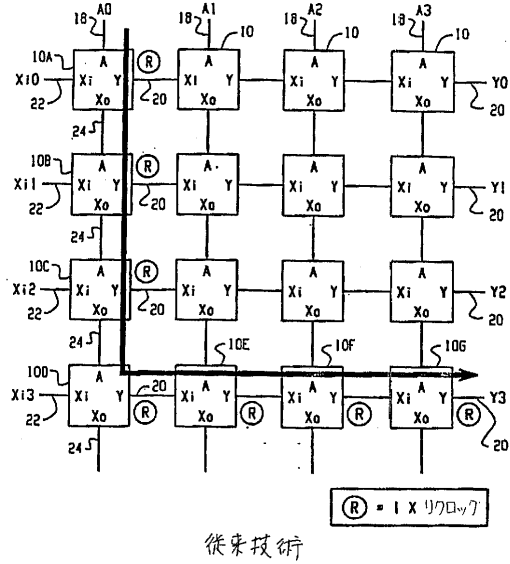 A0 A1 A2 A3
18 18 18 18
10A A Xi Y Xo R 20 10 A Xi Y Xo 10 A Xi Y Xo 10 A Xi Y Xo Y0 20
Xi0 22
24
10B A Xi Y Xo R 20 A Xi Y Xo A Xi Y Xo A Xi Y Xo Y1 20
Xi1 22
24
10C A Xi Y Xo R 20 A Xi Y Xo A Xi Y Xo A Xi Y Xo Y2 20
Xi2 22
24
10D A Xi Y Xo 20 R 10E A Xi Y Xo R 10F A Xi Y Xo R 10G A Xi Y Xo R Y3 20
Xi3 22
24
R = 1 X リクロック
従来技術